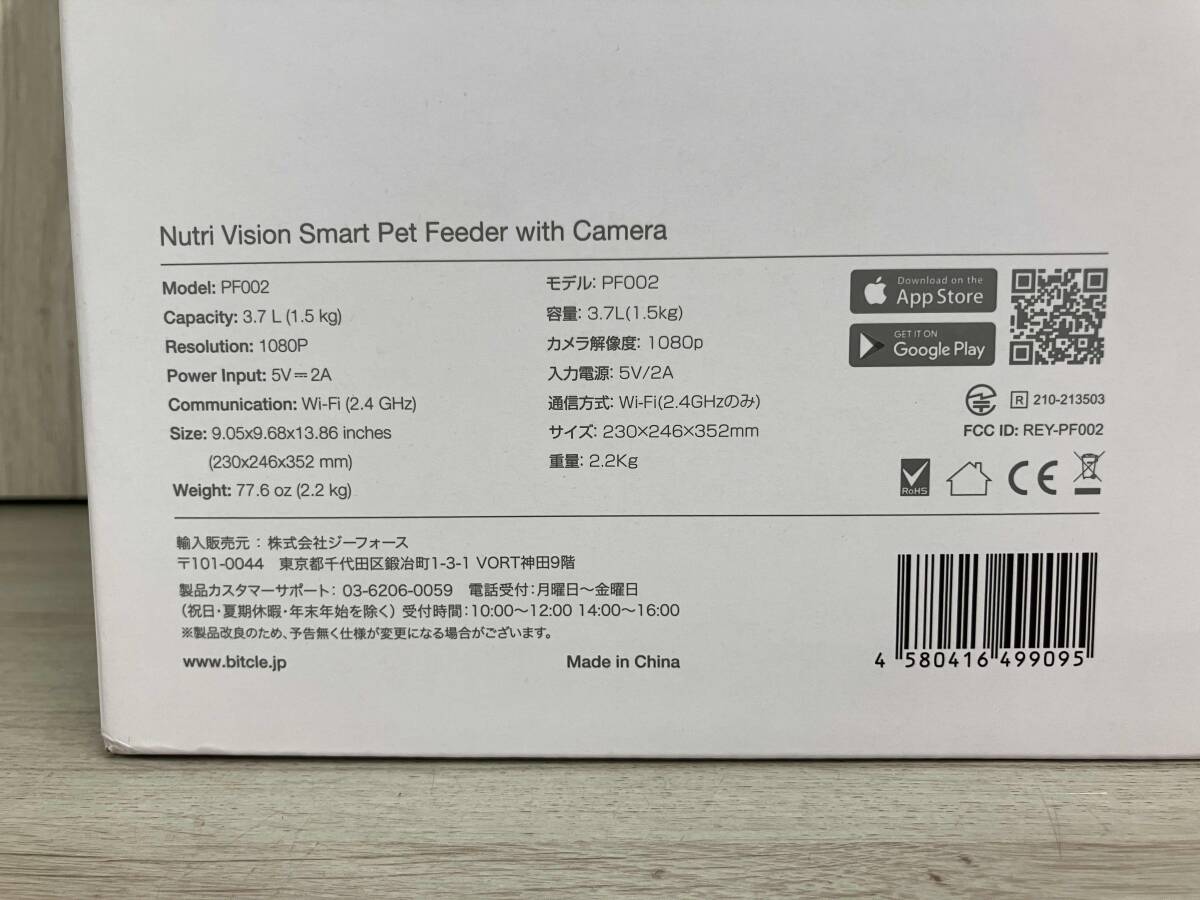 Nutri Vision Smart Pet Feeder with Camera
Model: PF002
Capacity: 3.7 L (1.5 kg)
Resolution: 1080P
Power Input: 5V⎓2A
Communication: Wi-Fi (2.4 GHz)
Size: 9.05x9.68x13.86 inches
(230x246x352 mm)
Weight: 77.6 oz (2.2 kg)
モデル: PF002
容量: 3.7L(1.5kg)
カメラ解像度: 1080p
入力電源: 5V/2A
通信方式: Wi-Fi(2.4GHzのみ)
サイズ: 230×246×352mm
重量: 2.2Kg
Download on the
App Store
GET IT ON
Google Play
R 210-213503
FCC ID: REY-PF002
RoHS
CE
輸入販売元：株式会社ジーフォース
〒101-0044 東京都千代田区鍛冶町1-3-1 VORT神田9階
製品カスタマーサポート: 03-6206-0059 電話受付:月曜日〜金曜日
（祝日・夏期休暇・年末年始を除く）受付時間:10:00〜12:00 14:00〜16:00
※製品改良のため、予告無く仕様が変更になる場合がございます。
www.bitcle.jp
Made in China
4 580416 499095